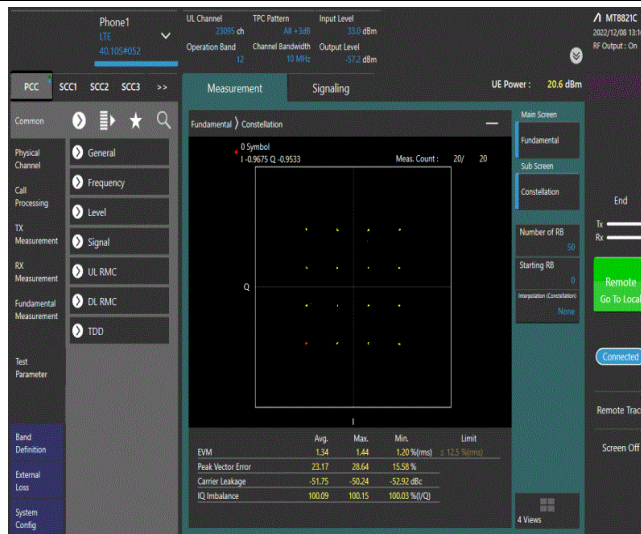 Phone1
LTE
40.10S#052
UL Channel
23095 ch
TPC Pattern
All +3dB
Input Level
33.0 dBm
Operation Band
12
Channel Bandwidth
10 MHz
Output Level
-57.2 dBm
MT8821C
2022/12/08 13:1
RF Output : On
PCC SCC1 SCC2 SCC3 >>
Measurement
Signaling
UE Power : 20.6 dBm
Common
Physical
Channel
Call
Processing
TX
Measurement
RX
Measurement
Fundamental
Measurement
Test
Parameter
Band
Definition
External
Loss
System
Config
General
Frequency
Level
Signal
UL RMC
DL RMC
TDD
Fundamental > Constellation
0 Symbol
I -0.9675 Q -0.9533
Meas. Count : 20/ 20
Q
I
Avg. Max. Min. Limit
EVM 1.34 1.44 1.20 %(rms) ≤ 12.5 %(rms)
Peak Vector Error 23.17 28.64 15.58 %
Carrier Leakage -51.75 -50.24 -52.92 dBc
IQ Imbalance 100.09 100.15 100.03 %(I/Q)
Main Screen
Fundamental
Sub Screen
Constellation
Number of RB
50
Starting RB
0
Interpolation (Constellation)
None
4 Views
End
Tx
Rx
Remote
Go To Local
Connected
Remote Trac
Screen Off